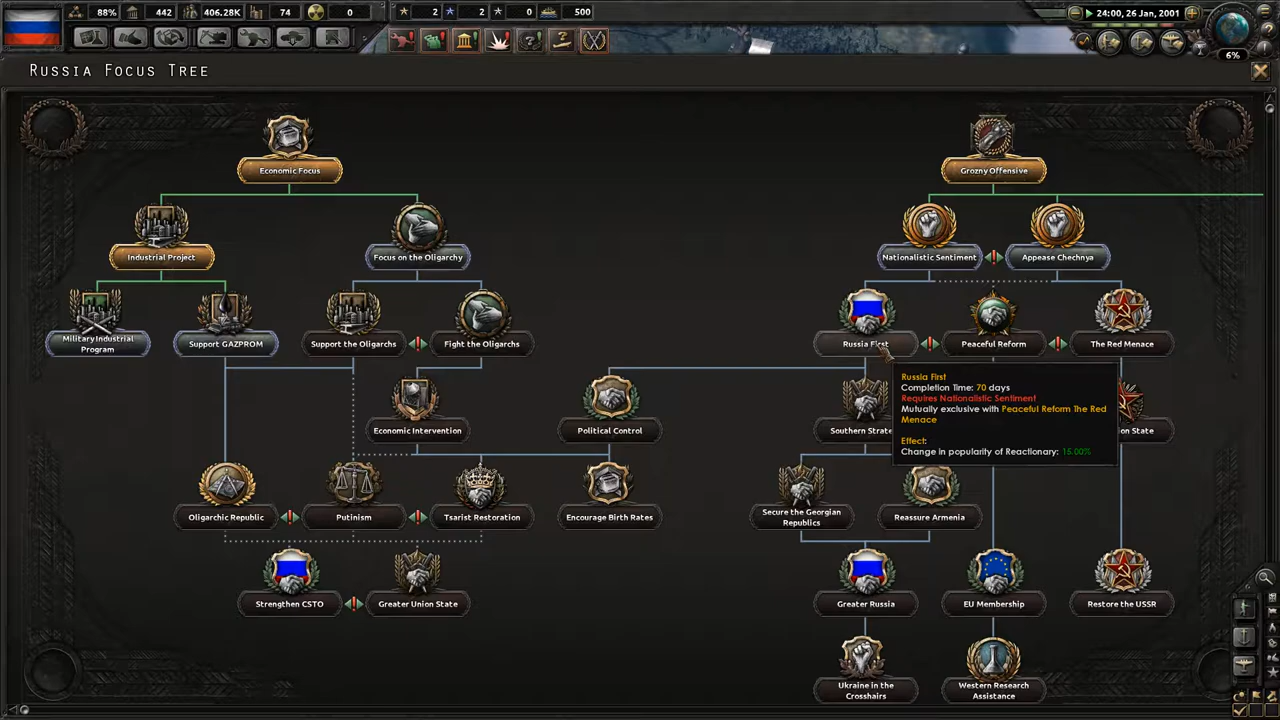 88%
442
406.28K
74
0
2
2
0
500
24:00, 26 Jan, 2001
6%
Russia Focus Tree
Economic Focus
Grozny Offensive
Industrial Project
Focus on the Oligarchy
Nationalistic Sentiment
Appease Chechnya
Military Industrial
Program
Support GAZPROM
Support the Oligarchs
Fight the Oligarchs
Russia First
Peaceful Reform
The Red Menace
Russia First
Completion Time: 70 days
Requires Nationalistic Sentiment
Mutually exclusive with Peaceful Reform The Red
Menace
Effect:
Change in popularity of Reactionary: 15.00%
Economic Intervention
Political Control
Southern Strate
on State
Oligarchic Republic
Putinism
Tsarist Restoration
Encourage Birth Rates
Secure the Georgian
Republics
Reassure Armenia
Strengthen CSTO
Greater Union State
Greater Russia
EU Membership
Restore the USSR
Ukraine in the
Crosshairs
Western Research
Assistance